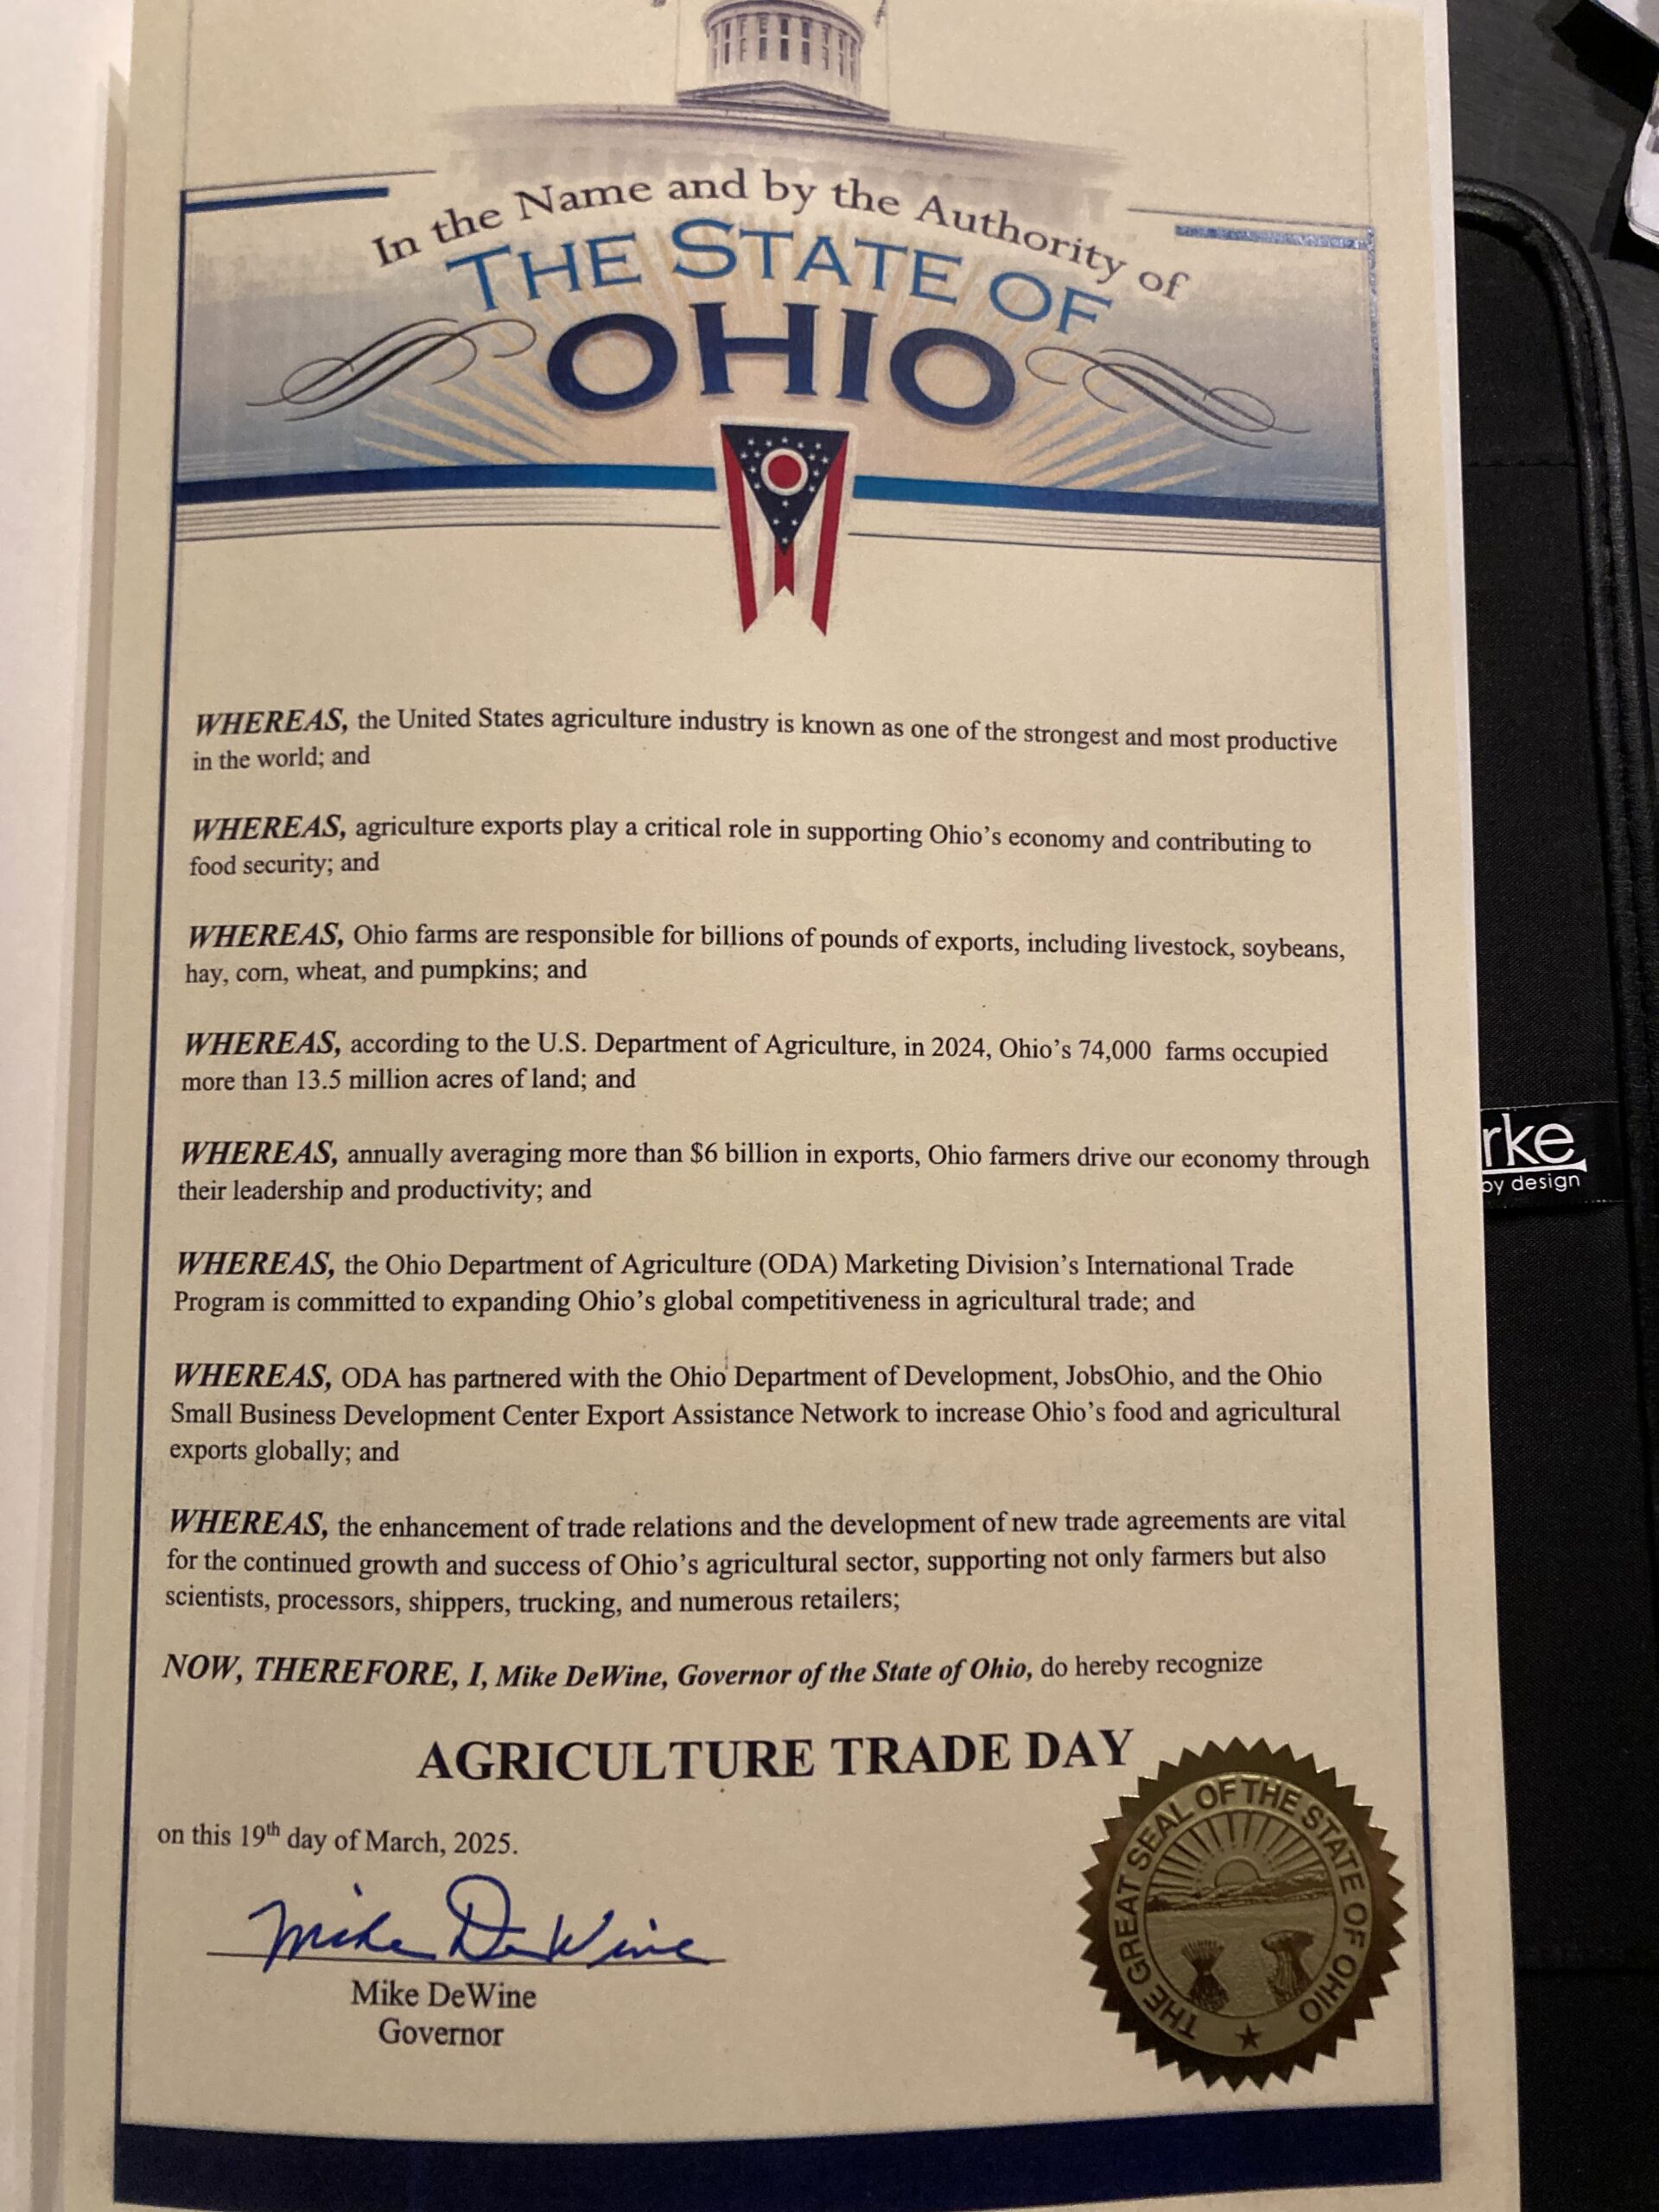 In the Name and by the Authority of
THE STATE OF
OHIO
WHEREAS, the United States agriculture industry is known as one of the strongest and most productive
in the world; and
WHEREAS, agriculture exports play a critical role in supporting Ohio's economy and contributing to
food security; and
WHEREAS, Ohio farms are responsible for billions of pounds of exports, including livestock, soybeans,
hay, corn, wheat, and pumpkins; and
WHEREAS, according to the U.S. Department of Agriculture, in 2024, Ohio's 74,000 farms occupied
more than 13.5 million acres of land; and
WHEREAS, annually averaging more than $6 billion in exports, Ohio farmers drive our economy through
their leadership and productivity; and
WHEREAS, the Ohio Department of Agriculture (ODA) Marketing Division's International Trade
Program is committed to expanding Ohio's global competitiveness in agricultural trade; and
WHEREAS, ODA has partnered with the Ohio Department of Development, JobsOhio, and the Ohio
Small Business Development Center Export Assistance Network to increase Ohio's food and agricultural
exports globally; and
WHEREAS, the enhancement of trade relations and the development of new trade agreements are vital
for the continued growth and success of Ohio's agricultural sector, supporting not only farmers but also
scientists, processors, shippers, trucking, and numerous retailers;
NOW, THEREFORE, I, Mike DeWine, Governor of the State of Ohio, do hereby recognize
AGRICULTURE TRADE DAY
on this 19th day of March, 2025.
Mike DeWine
Mike DeWine
Governor
THE GREAT SEAL OF THE STATE OF OHIO
rke
by design